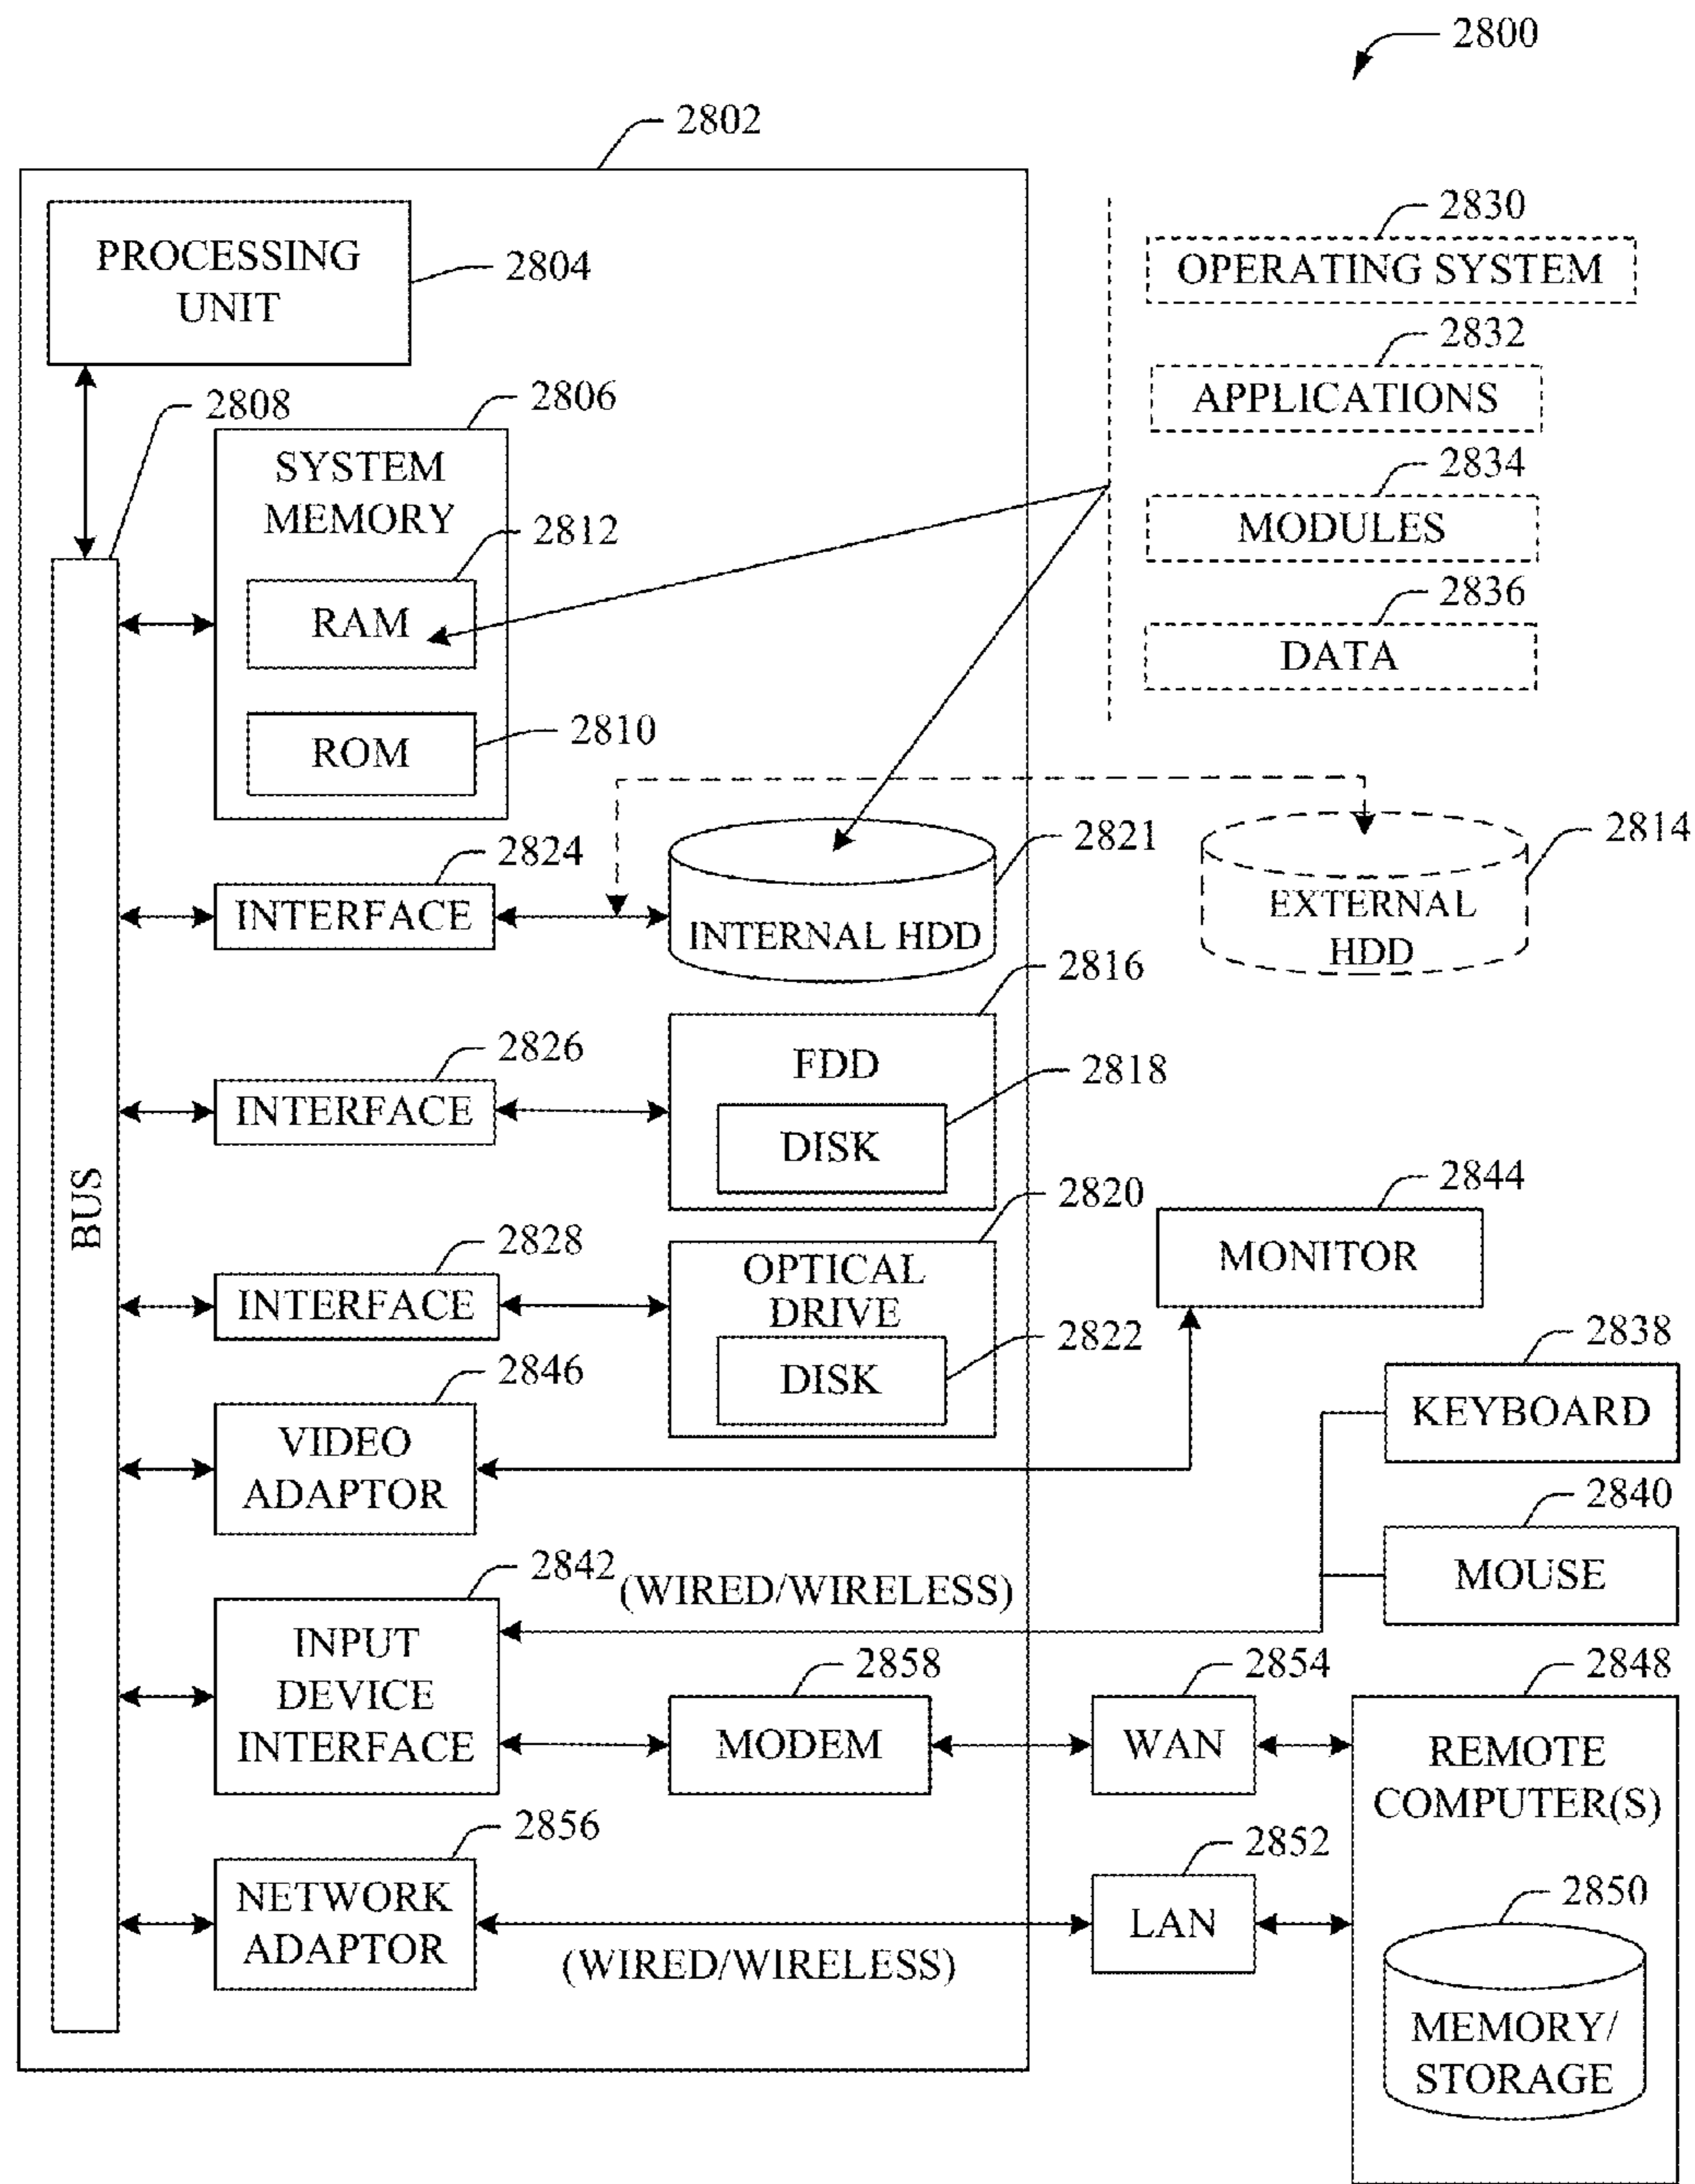 2800
2802
PROCESSING
UNIT
2804
2830
OPERATING SYSTEM
2832
APPLICATIONS
2834
MODULES
2836
DATA
2808
2806
SYSTEM
MEMORY
2812
RAM
2810
ROM
BUS
2824
INTERFACE
2821
INTERNAL HDD
2814
EXTERNAL
HDD
2826
INTERFACE
2816
FDD
2818
DISK
2828
INTERFACE
2820
OPTICAL
DRIVE
2822
DISK
2844
MONITOR
2846
VIDEO
ADAPTOR
2838
KEYBOARD
2840
MOUSE
2842
(WIRED/WIRELESS)
INPUT
DEVICE
INTERFACE
2858
MODEM
2854
WAN
2848
REMOTE
COMPUTER(S)
2856
NETWORK
ADAPTOR
(WIRED/WIRELESS)
2852
LAN
2850
MEMORY/
STORAGE